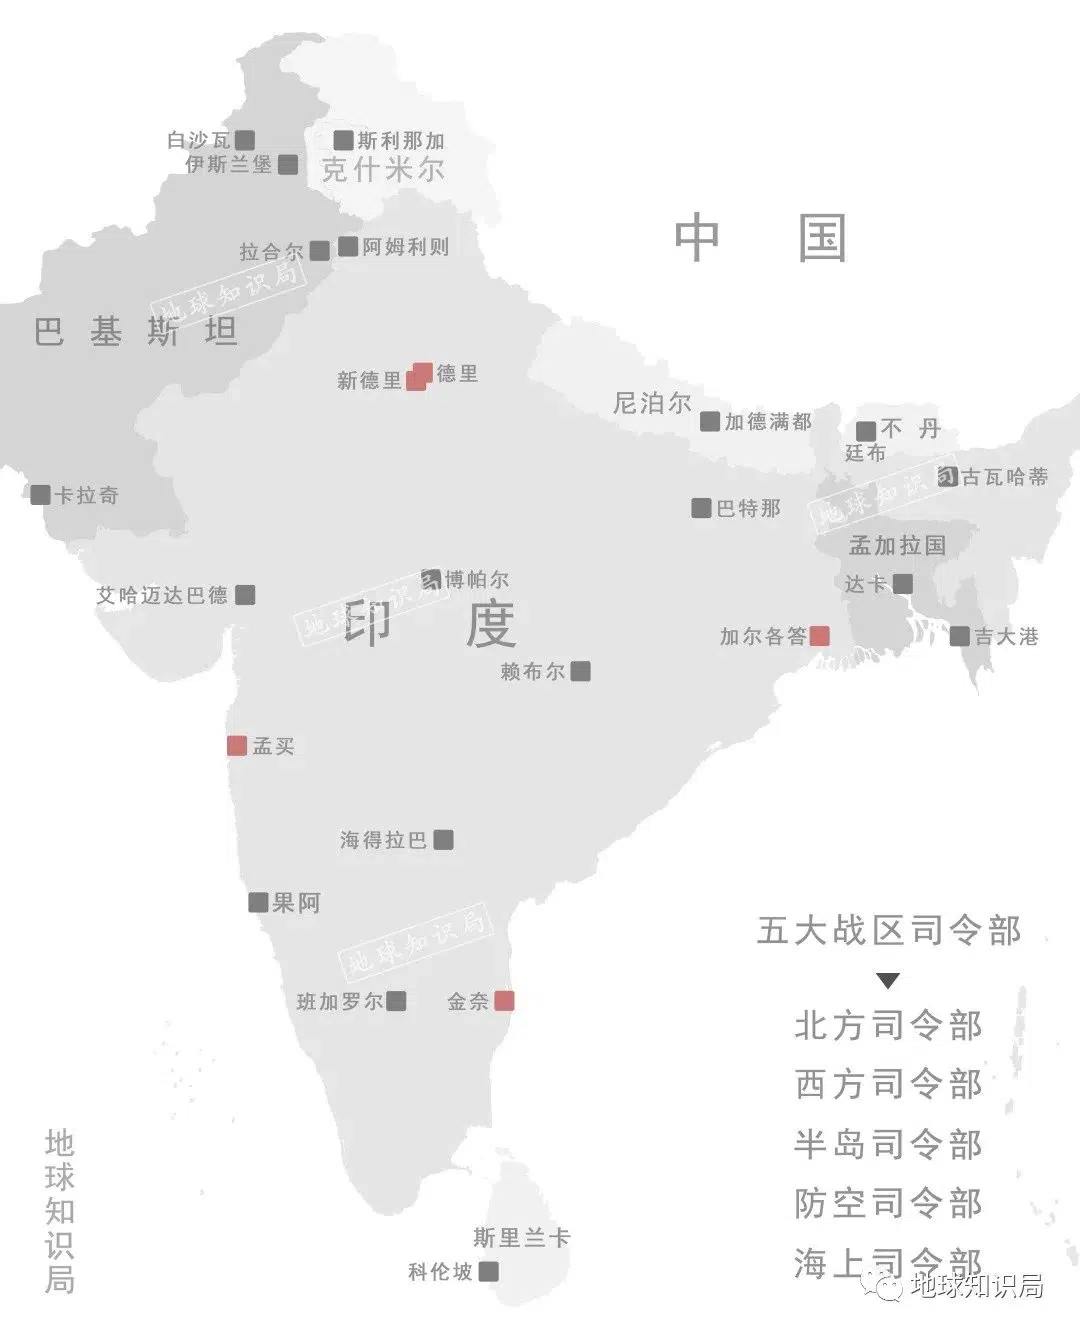 白沙瓦
斯利那加
伊斯兰堡
克什米尔
中国
拉合尔
阿姆利则
地球知识局
巴基斯坦
新德里
德里
尼泊尔
加德满都
不丹
廷布
古瓦哈蒂
卡拉奇
巴特那
地球知识局
孟加拉国
博帕尔
达卡
艾哈迈达巴德
地球知识局
印度
加尔各答
吉大港
赖布尔
孟买
海得拉巴
果阿
地球知识局
班加罗尔
金奈
五大战区司令部
北方司令部
西方司令部
半岛司令部
防空司令部
海上司令部
地球知识局
斯里兰卡
科伦坡
地球知识局